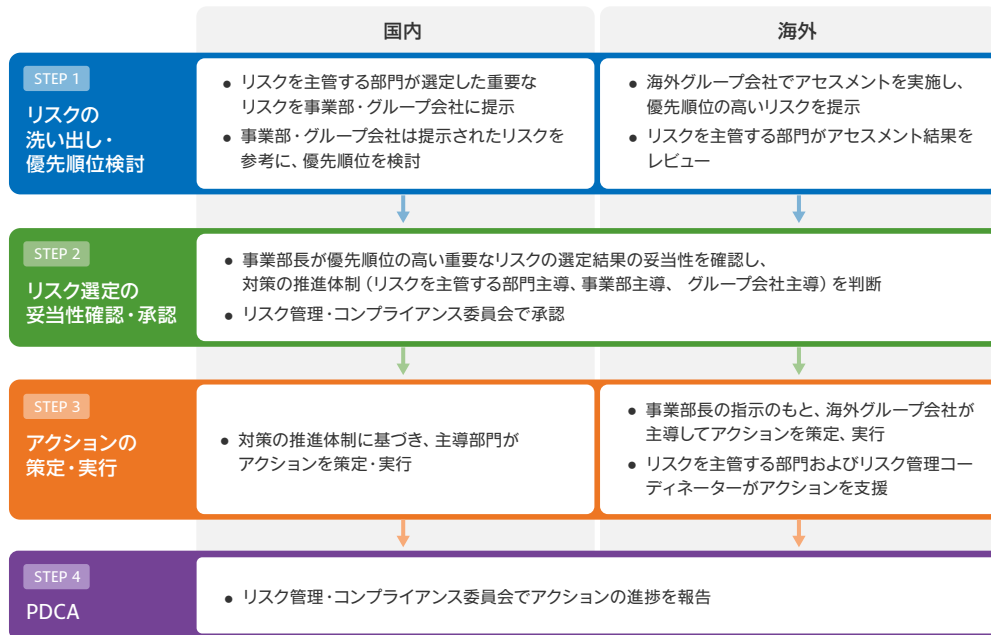 国内
海外
STEP 1
リスクの
洗い出し・
優先順位検討
● リスクを主管する部門が選定した重要な
リスクを事業部・グループ会社に提示
● 事業部・グループ会社は提示されたリスクを
参考に、優先順位を検討
● 海外グループ会社でアセスメントを実施し、
優先順位の高いリスクを提示
● リスクを主管する部門がアセスメント結果を
レビュー
STEP 2
リスク選定の
妥当性確認・承認
● 事業部長が優先順位の高い重要なリスクの選定結果の妥当性を確認し、
対策の推進体制（リスクを主管する部門主導、事業部主導、 グループ会社主導）を判断
● リスク管理・コンプライアンス委員会で承認
STEP 3
アクションの
策定・実行
● 対策の推進体制に基づき、主導部門が
アクションを策定・実行
● 事業部長の指示のもと、海外グループ会社が
主導してアクションを策定、実行
● リスクを主管する部門およびリスク管理コー
ディネーターがアクションを支援
STEP 4
PDCA
● リスク管理・コンプライアンス委員会でアクションの進捗を報告